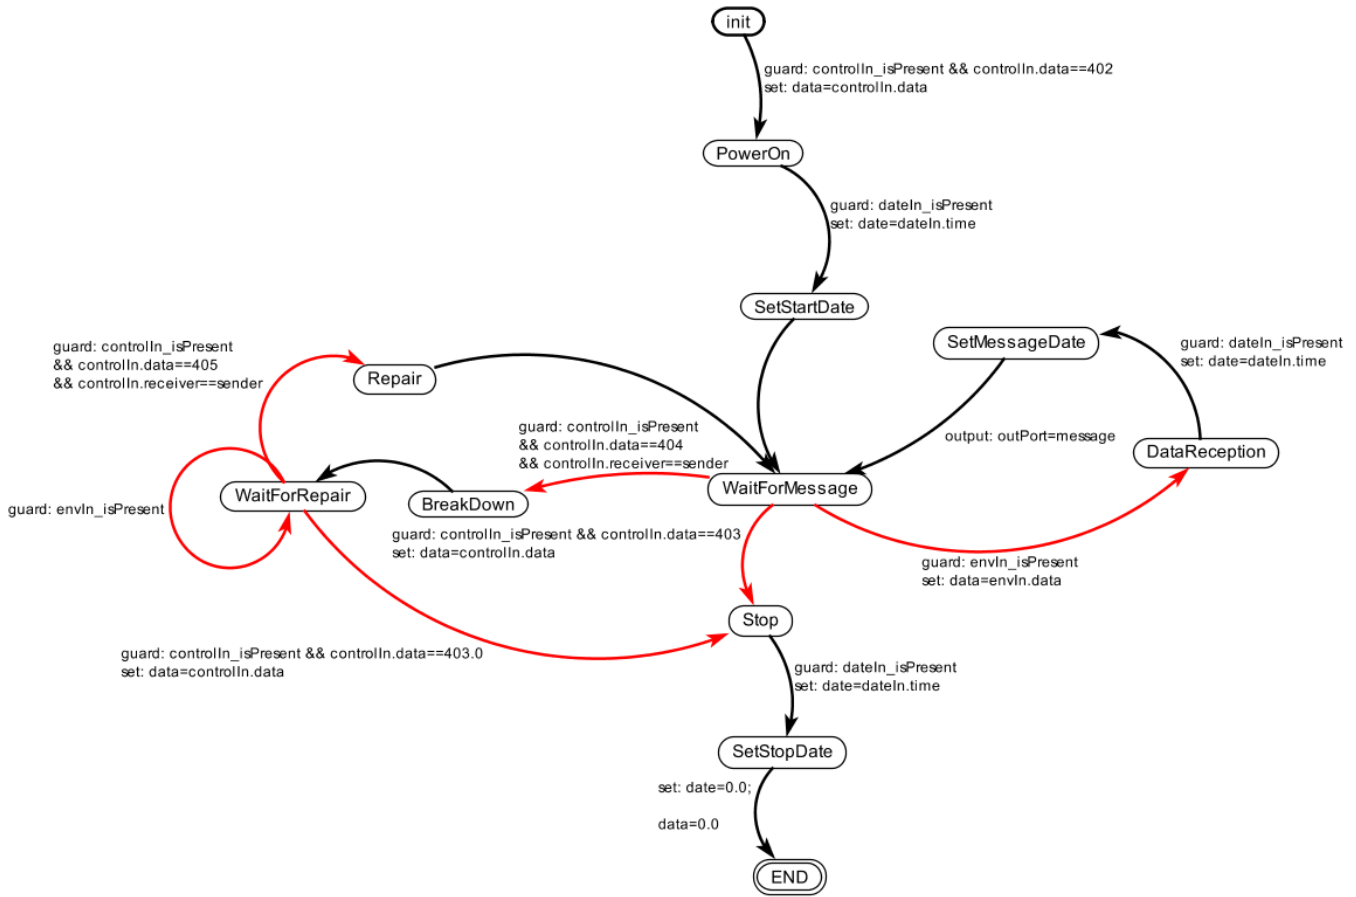 init
guard: controlIn_isPresent && controlIn.data==402
set: data=controlIn.data
PowerOn
guard: dateIn_isPresent
set: date=dateIn.time
SetStartDate
SetMessageDate
guard: dateIn_isPresent
set: date=dateIn.time
guard: controlIn_isPresent
&& controlIn.data==405
&& controlIn.receiver==sender
Repair
guard: controlIn_isPresent
&& controlIn.data==404
&& controlIn.receiver==sender
output: outPort=message
DataReception
WaitForMessage
WaitForRepair
BreakDown
guard: envIn_isPresent
guard: controlIn_isPresent && controlIn.data==403
set: data=controlIn.data
guard: envIn_isPresent
set: data=envIn.data
Stop
guard: controlIn_isPresent && controlIn.data==403.0
set: data=controlIn.data
guard: dateIn_isPresent
set: date=dateIn.time
SetStopDate
set: date=0.0;
data=0.0
END